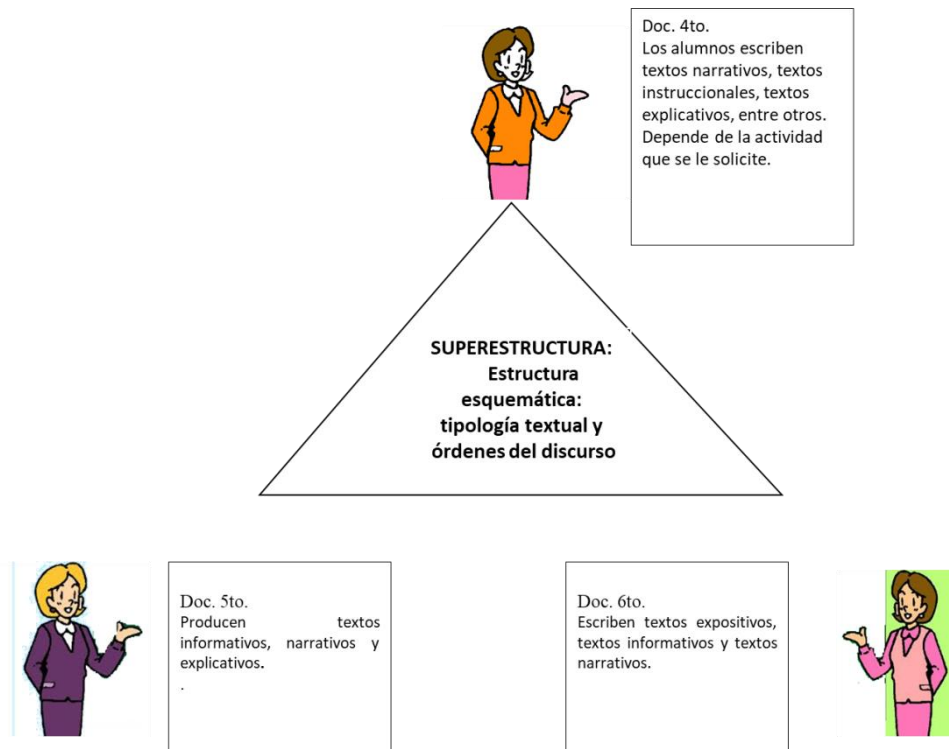 Doc. 4to.
Los alumnos escriben
textos narrativos, textos
instruccionales, textos
explicativos, entre otros.
Depende de la actividad
que se le solicite.
SUPERESTRUCTURA:
Estructura
esquemática:
tipología textual y
órdenes del discurso
Doc. 5to.
Producen textos
informativos, narrativos y
explicativos.
.
Doc. 6to.
Escriben textos expositivos,
textos informativos y textos
narrativos.